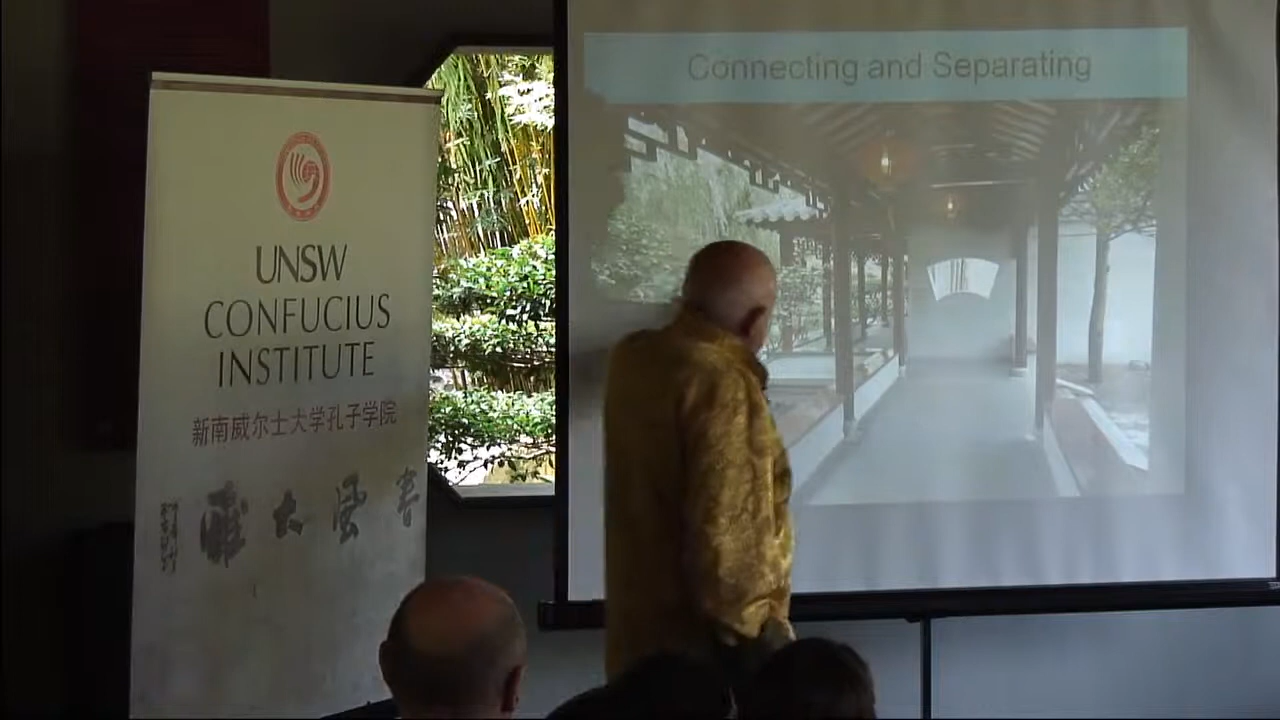 UNSW
CONFUCIUS
INSTITUTE
新南威尔士大学孔子学院
Connecting and Separating